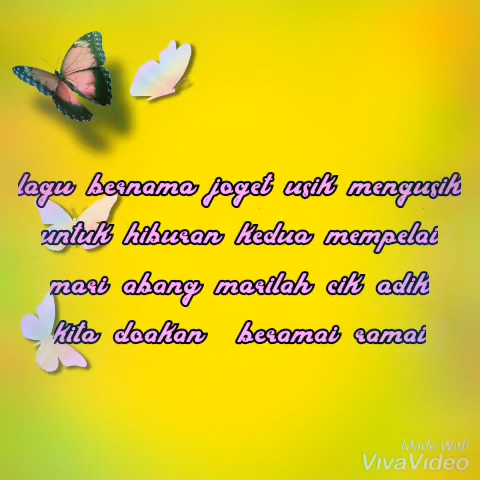 lagu bernama joget usik mengusik
untuk hiburan kedua mempelai
mari abang marilah cik adik
kita doakan beramai ramai
Made With
VivaVideo